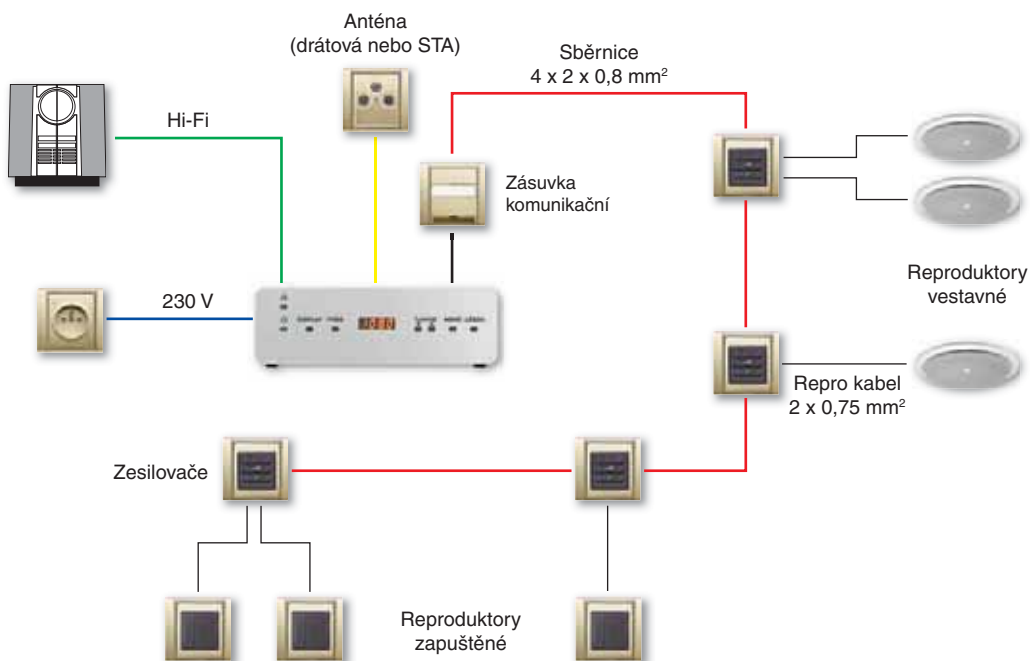 Anténa
(drátová nebo STA)
Sběrnice
4 x 2 x 0,8 mm²
Hi-Fi
Zásuvka
komunikační
Reproduktory
vestavné
230 V
Repro kabel
2 x 0,75 mm²
Zesilovače
Reproduktory
zapuštěné